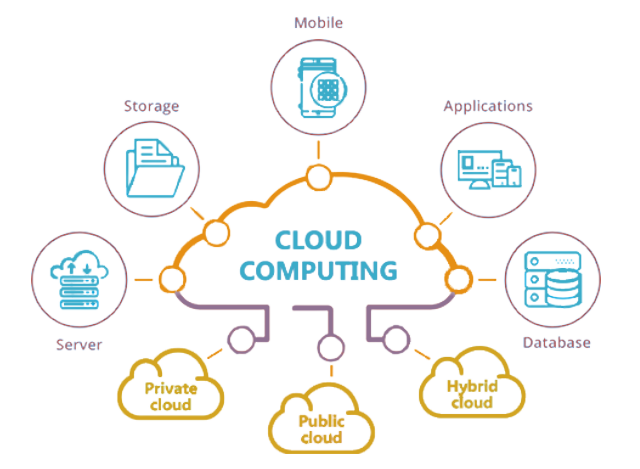 Mobile
Storage
Applications
CLOUD
COMPUTING
Server
Database
Private
cloud
Public
cloud
Hybrid
cloud